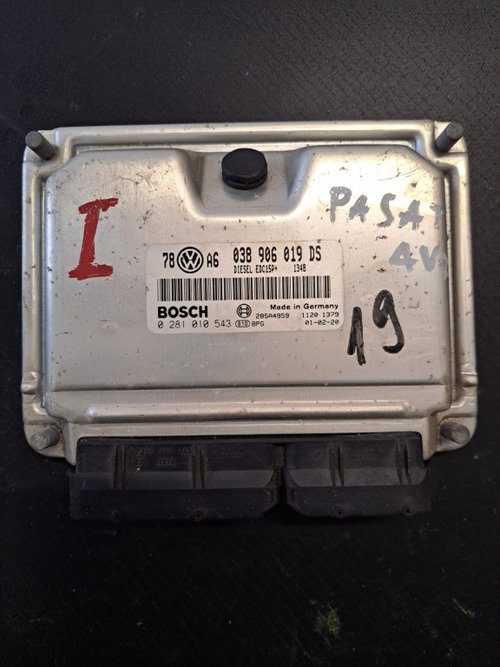 I
PASAT
4V
19
78 VW A6 038 906 019 DS
DIESEL EDC15P+ 1348
BOSCH
Made in Germany
28SA4959 1120 1379
0 281 010 543 BPG 01-02-20